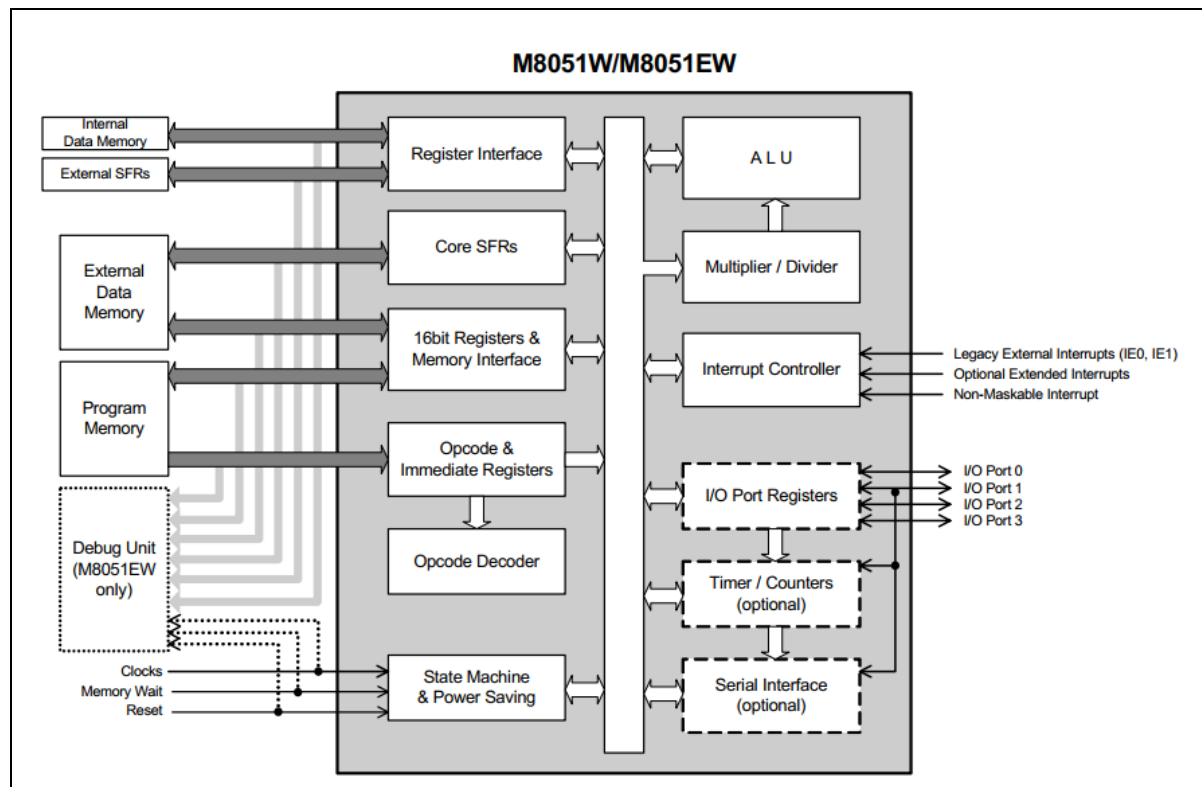 M8051W/M8051EW
Internal
Data Memory
External SFRs
External
Data
Memory
Program
Memory
Debug Unit
(M8051EW
only)
Clocks
Memory Wait
Reset
Register Interface
Core SFRs
16bit Registers &
Memory Interface
Opcode &
Immediate Registers
Opcode Decoder
State Machine
& Power Saving
A L U
Multiplier / Divider
Interrupt Controller
I/O Port Registers
Timer / Counters
(optional)
Serial Interface
(optional)
Legacy External Interrupts (IE0, IE1)
Optional Extended Interrupts
Non-Maskable Interrupt
I/O Port 0
I/O Port 1
I/O Port 2
I/O Port 3